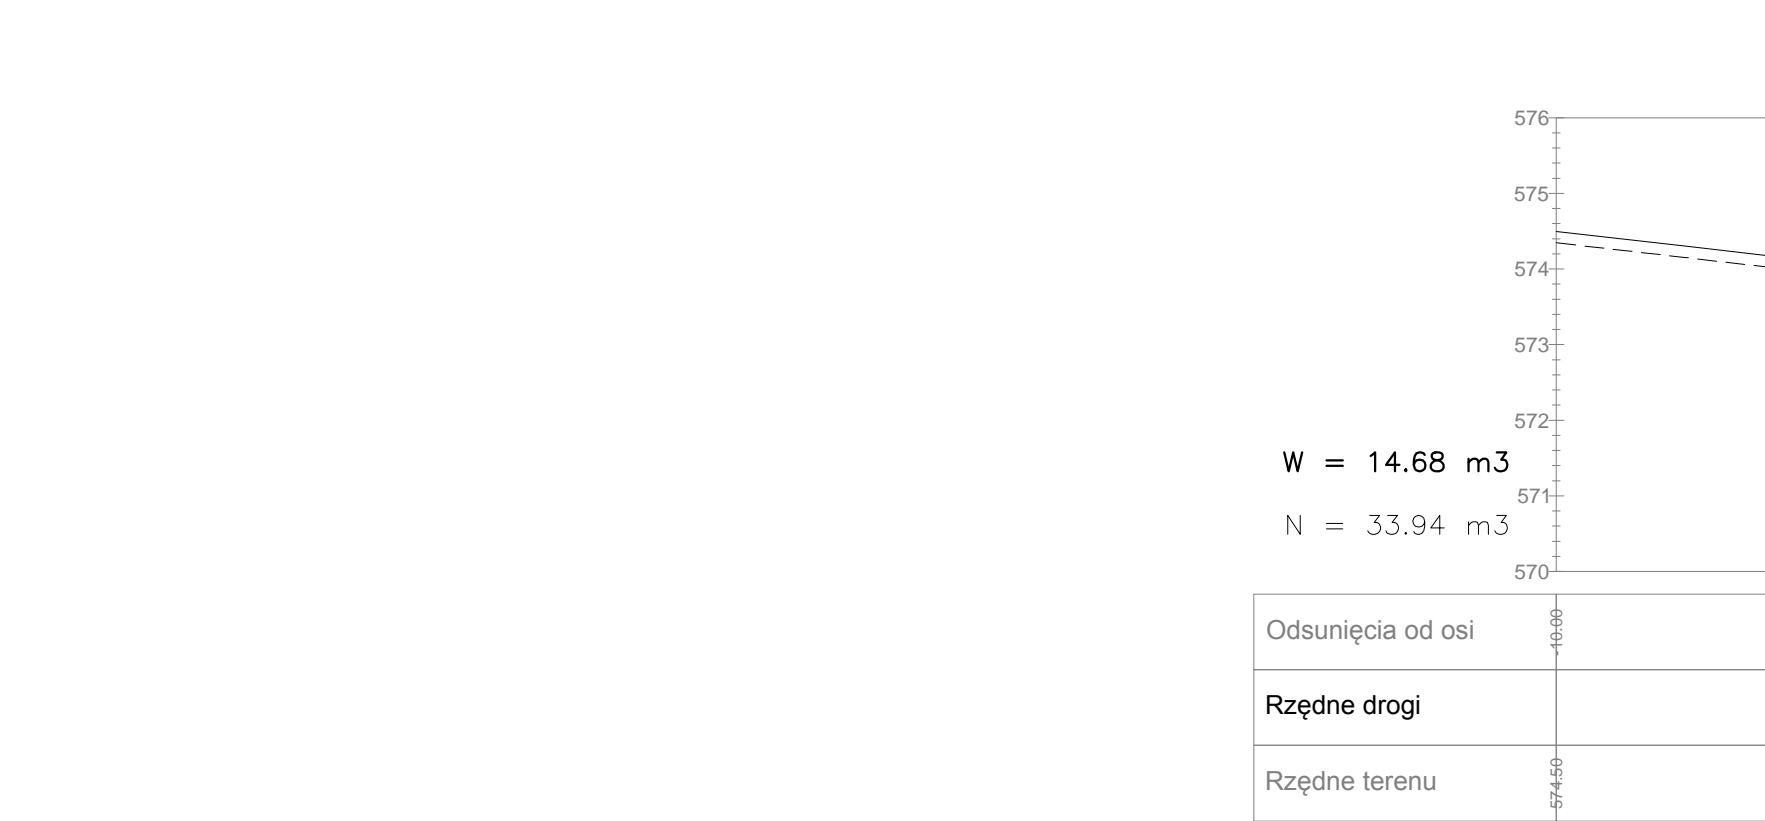 576
575
574
573
572
W = 14.68 m3
571
N = 33.94 m3
570
Odsunięcia od osi -10.00
Rzędne drogi
Rzędne terenu 574.50